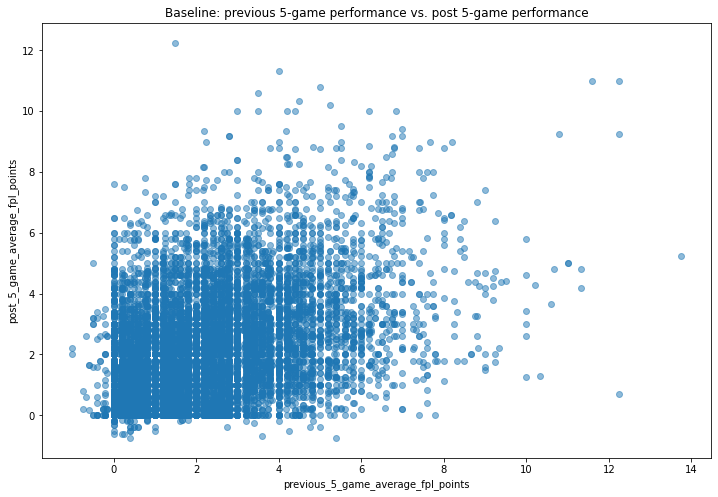 Baseline: previous 5-game performance vs. post 5-game performance
12
10
8
6
4
2
0
post_5_game_average_fpl_points
0 2 4 6 8 10 12 14
previous_5_game_average_fpl_points